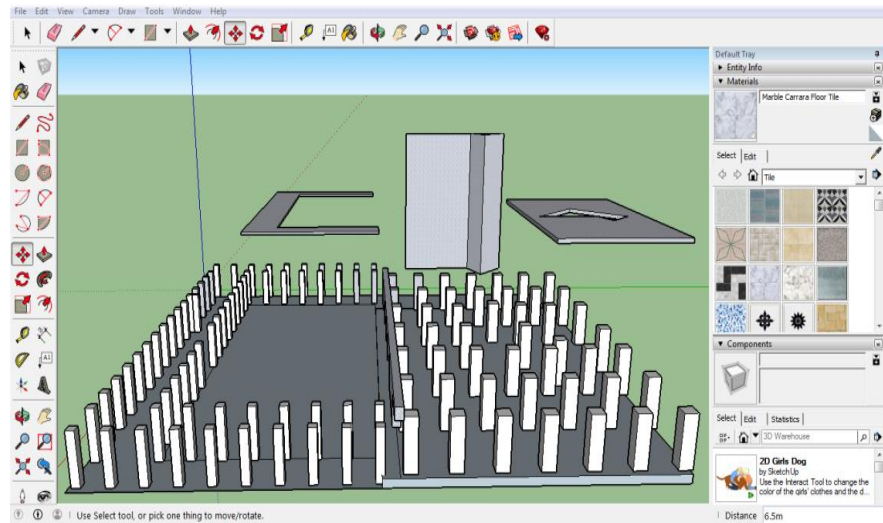 File Edit View Camera Draw Tools Window Help
Default Tray
Entity Info
Materials
Marble Carrara Floor Tile
Select Edit
Tile
Components
Select Edit Statistics
3D Warehouse
2D Girls Dog
by SketchUp
Use the Interact Tool to change the
color of the girls' clothes and the d...
Use Select tool, or pick one thing to move/rotate.
Distance 6.5m